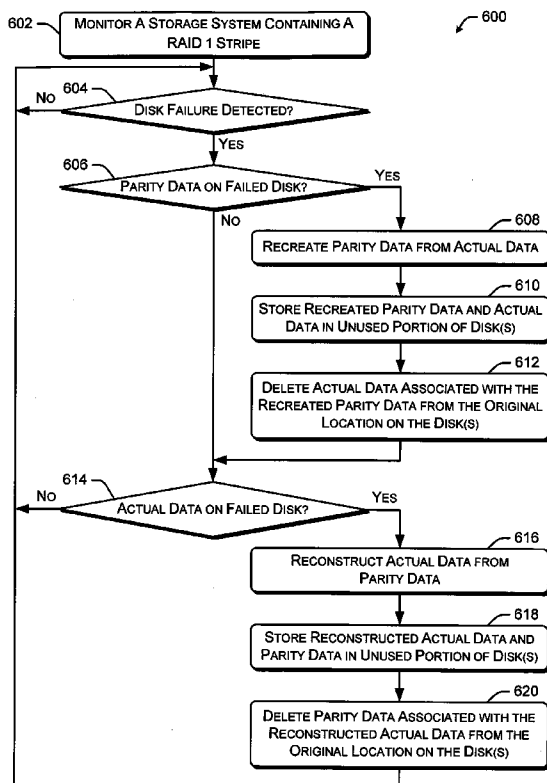 600
602
MONITOR A STORAGE SYSTEM CONTAINING A
RAID 1 STRIPE
604
NO
DISK FAILURE DETECTED?
YES
606
PARITY DATA ON FAILED DISK?
YES
NO
608
RECREATE PARITY DATA FROM ACTUAL DATA
610
STORE RECREATED PARITY DATA AND ACTUAL
DATA IN UNUSED PORTION OF DISK(S)
612
DELETE ACTUAL DATA ASSOCIATED WITH THE
RECREATED PARITY DATA FROM THE ORIGINAL
LOCATION ON THE DISK(S)
614
NO
ACTUAL DATA ON FAILED DISK?
YES
616
RECONSTRUCT ACTUAL DATA FROM
PARITY DATA
618
STORE RECONSTRUCTED ACTUAL DATA AND
PARITY DATA IN UNUSED PORTION OF DISK(S)
620
DELETE PARITY DATA ASSOCIATED WITH THE
RECONSTRUCTED ACTUAL DATA FROM THE
ORIGINAL LOCATION ON THE DISK(S)